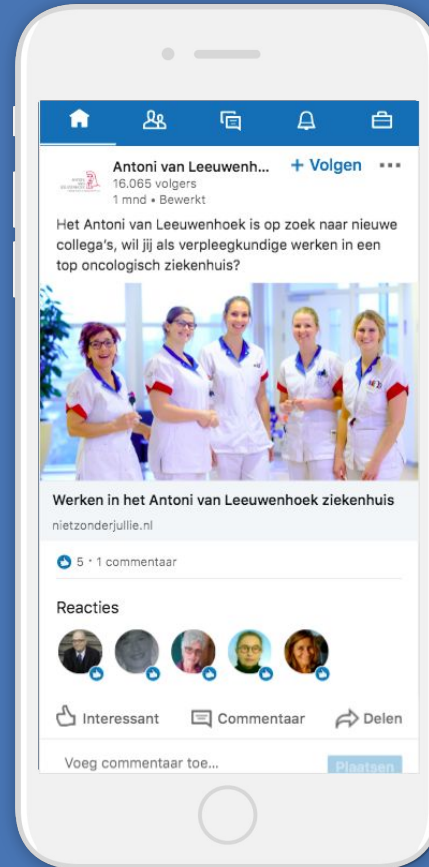 Antoni van Leeuwenh... + Volgen
16.065 volgers
1 mnd • Bewerkt
Het Antoni van Leeuwenhoek is op zoek naar nieuwe
collega's, wil jij als verpleegkundige werken in een
top oncologisch ziekenhuis?
Werken in het Antoni van Leeuwenhoek ziekenhuis
nietzonderjullie.nl
5 · 1 commentaar
Reacties
Interessant Commentaar Delen
Voeg commentaar toe... Plaatsen